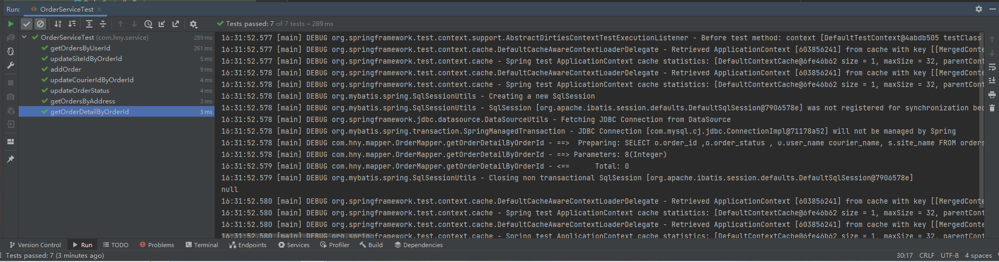 Run: OrderServiceTest
Tests passed: 7 of 7 tests – 289 ms
OrderServiceTest (com.hny.service) 289 ms
getOrdersByUserId 261 ms
updateSiteIdByOrderId 5 ms
addOrder 9 ms
updateCourierIdByOrderId 4 ms
updateOrderStatus 4 ms
getOrdersByAddress 3 ms
getOrderDetailByOrderId 3 ms
16:31:52.577 [main] DEBUG org.springframework.test.context.support.AbstractDirtiesContextTestExecutionListener - Before test method: context [DefaultTestContext@4abdb505 testClass
16:31:52.577 [main] DEBUG org.springframework.test.context.cache.DefaultCacheAwareContextLoaderDelegate - Retrieved ApplicationContext [603856241] from cache with key [[MergedConte
16:31:52.577 [main] DEBUG org.springframework.test.context.cache - Spring test ApplicationContext cache statistics: [DefaultContextCache@6fe46b62 size = 1, maxSize = 32, parentCont
16:31:52.578 [main] DEBUG org.springframework.test.context.cache.DefaultCacheAwareContextLoaderDelegate - Retrieved ApplicationContext [603856241] from cache with key [[MergedConte
16:31:52.578 [main] DEBUG org.springframework.test.context.cache - Spring test ApplicationContext cache statistics: [DefaultContextCache@6fe46b62 size = 1, maxSize = 32, parentCont
16:31:52.578 [main] DEBUG org.mybatis.spring.SqlSessionUtils - Creating a new SqlSession
16:31:52.578 [main] DEBUG org.mybatis.spring.SqlSessionUtils - SqlSession [org.apache.ibatis.session.defaults.DefaultSqlSession@7906578e] was not registered for synchronization bec
16:31:52.578 [main] DEBUG org.springframework.jdbc.datasource.DataSourceUtils - Fetching JDBC Connection from DataSource
16:31:52.578 [main] DEBUG org.mybatis.spring.transaction.SpringManagedTransaction - JDBC Connection [com.mysql.cj.jdbc.ConnectionImpl@71178a52] will not be managed by Spring
16:31:52.578 [main] DEBUG com.hny.mapper.OrderMapper.getOrderDetailByOrderId - ==>  Preparing: SELECT o.order_id ,o.order_status , u.user_name courier_name, s.site_name FROM orders
16:31:52.578 [main] DEBUG com.hny.mapper.OrderMapper.getOrderDetailByOrderId - ==> Parameters: 8(Integer)
16:31:52.579 [main] DEBUG com.hny.mapper.OrderMapper.getOrderDetailByOrderId - <==      Total: 0
16:31:52.579 [main] DEBUG org.mybatis.spring.SqlSessionUtils - Closing non transactional SqlSession [org.apache.ibatis.session.defaults.DefaultSqlSession@7906578e]
null
16:31:52.580 [main] DEBUG org.springframework.test.context.cache.DefaultCacheAwareContextLoaderDelegate - Retrieved ApplicationContext [603856241] from cache with key [[MergedConte
16:31:52.580 [main] DEBUG org.springframework.test.context.cache - Spring test ApplicationContext cache statistics: [DefaultContextCache@6fe46b62 size = 1, maxSize = 32, parentCont
16:31:52.580 [main] DEBUG org.springframework.test.context.cache.DefaultCacheAwareContextLoaderDelegate - Retrieved ApplicationContext [603856241] from cache with key [[MergedConte
16:31:52.580 [main] DEBUG org.springframework.test.context.cache - Spring test ApplicationContext cache statistics: [DefaultContextCache@6fe46b62 size = 1, maxSize = 32, parentCont
Version Control Run TODO Problems Terminal Endpoints Services Profiler Build Dependencies
Tests passed: 7 (3 minutes ago) 30:17 CRLF UTF-8 4 spaces